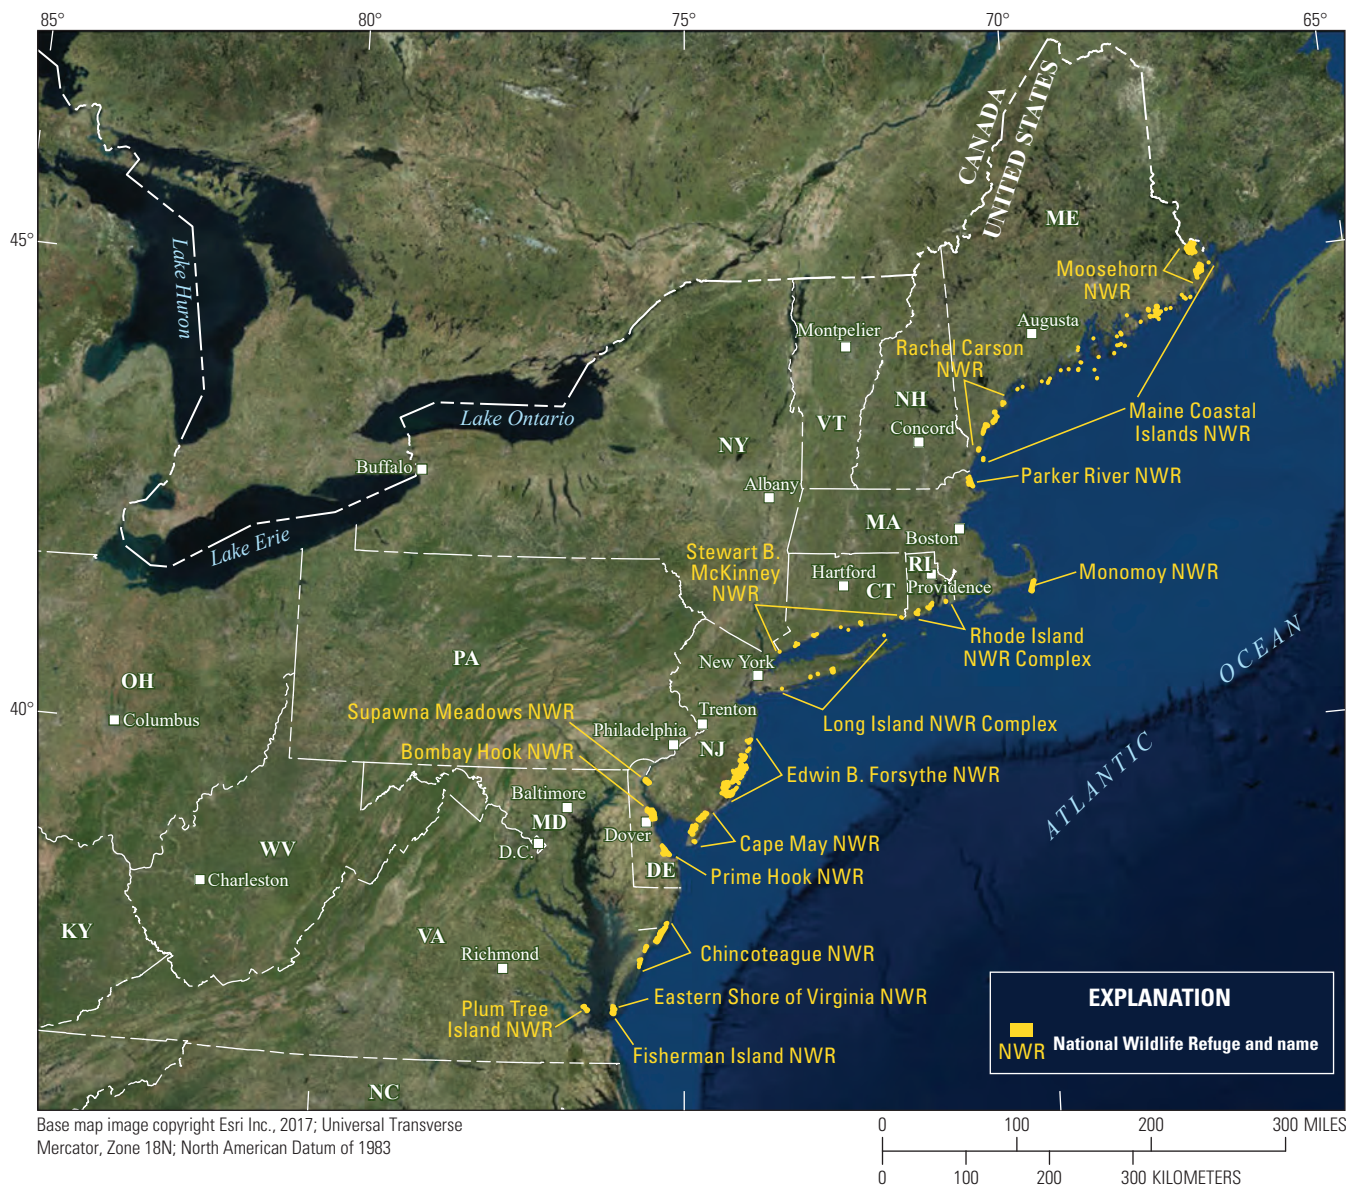 85°
80°
75°
70°
65°
45°
40°
CANADA
UNITED STATES
ME
Moosehorn
NWR
Augusta
Montpelier
Rachel Carson
NWR
Lake Huron
Lake Ontario
VT
NH
Concord
Maine Coastal
Islands NWR
NY
Buffalo
Albany
Parker River NWR
Lake Erie
MA
Boston
Stewart B.
McKinney
NWR
Hartford
CT
RI
Providence
Monomoy NWR
Rhode Island
NWR Complex
PA
New York
OH
Columbus
Supawna Meadows NWR
Trenton
Long Island NWR Complex
Philadelphia
Bombay Hook NWR
NJ
Edwin B. Forsythe NWR
ATLANTIC
OCEAN
Baltimore
MD
Dover
D.C.
Cape May NWR
WV
DE
Prime Hook NWR
Charleston
KY
VA
Richmond
Chincoteague NWR
Eastern Shore of Virginia NWR
Plum Tree
Island NWR
Fisherman Island NWR
NC
EXPLANATION
NWR
National Wildlife Refuge and name
Base map image copyright Esri Inc., 2017; Universal Transverse
Mercator, Zone 18N; North American Datum of 1983
0 100 200 300 MILES
0 100 200 300 KILOMETERS